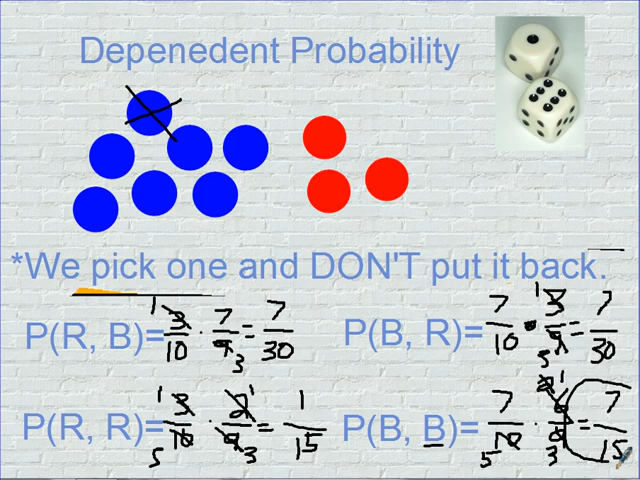 Depenedent Probability
*We pick one and DON'T put it back.
P(R, B)= 3/10 · 7/9 = 7/30
P(B, R)= 7/10 · 3/9 = 7/30
P(R, R)= 3/10 · 2/9 = 1/15
P(B, B)= 7/10 · 6/9 = 7/15